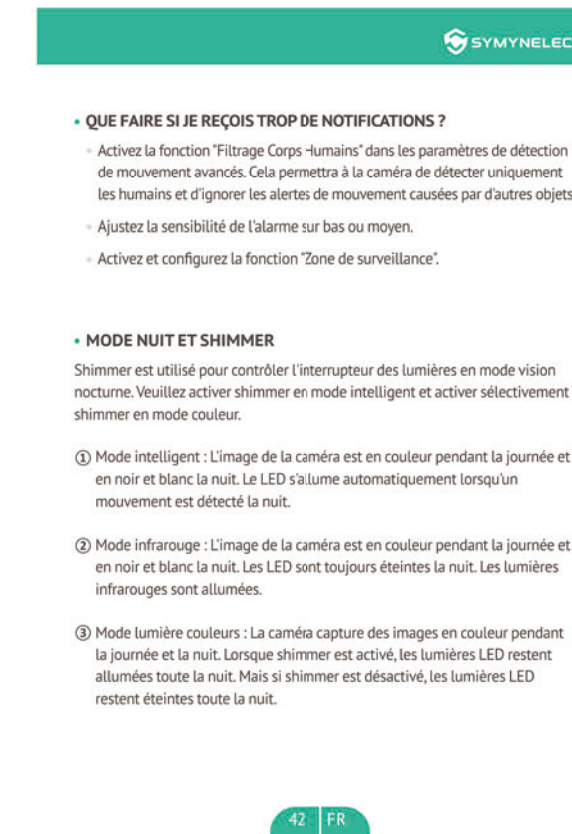 SYMYNELEC
• QUE FAIRE SI JE REÇOIS TROP DE NOTIFICATIONS ?
Activez la fonction "Filtrage Corps Humains" dans les paramètres de détection
de mouvement avancés. Cela permettra à la caméra de détecter uniquement
les humains et d'ignorer les alertes de mouvement causées par d'autres objets
Ajustez la sensibilité de l'alarme sur bas ou moyen.
Activez et configurez la fonction "Zone de surveillance".
• MODE NUIT ET SHIMMER
Shimmer est utilisé pour contrôler l'interrupteur des lumières en mode vision
nocturne. Veuillez activer shimmer en mode intelligent et activer sélectivement
shimmer en mode couleur.
① Mode intelligent : L'image de la caméra est en couleur pendant la journée et
en noir et blanc la nuit. Le LED s'allume automatiquement lorsqu'un
mouvement est détecté la nuit.
② Mode infrarouge : L'image de la caméra est en couleur pendant la journée et
en noir et blanc la nuit. Les LED sont toujours éteintes la nuit. Les lumières
infrarouges sont allumées.
③ Mode lumière couleurs : La caméra capture des images en couleur pendant
la journée et la nuit. Lorsque shimmer est activé, les lumières LED restent
allumées toute la nuit. Mais si shimmer est désactivé, les lumières LED
restent éteintes toute la nuit.
42 FR